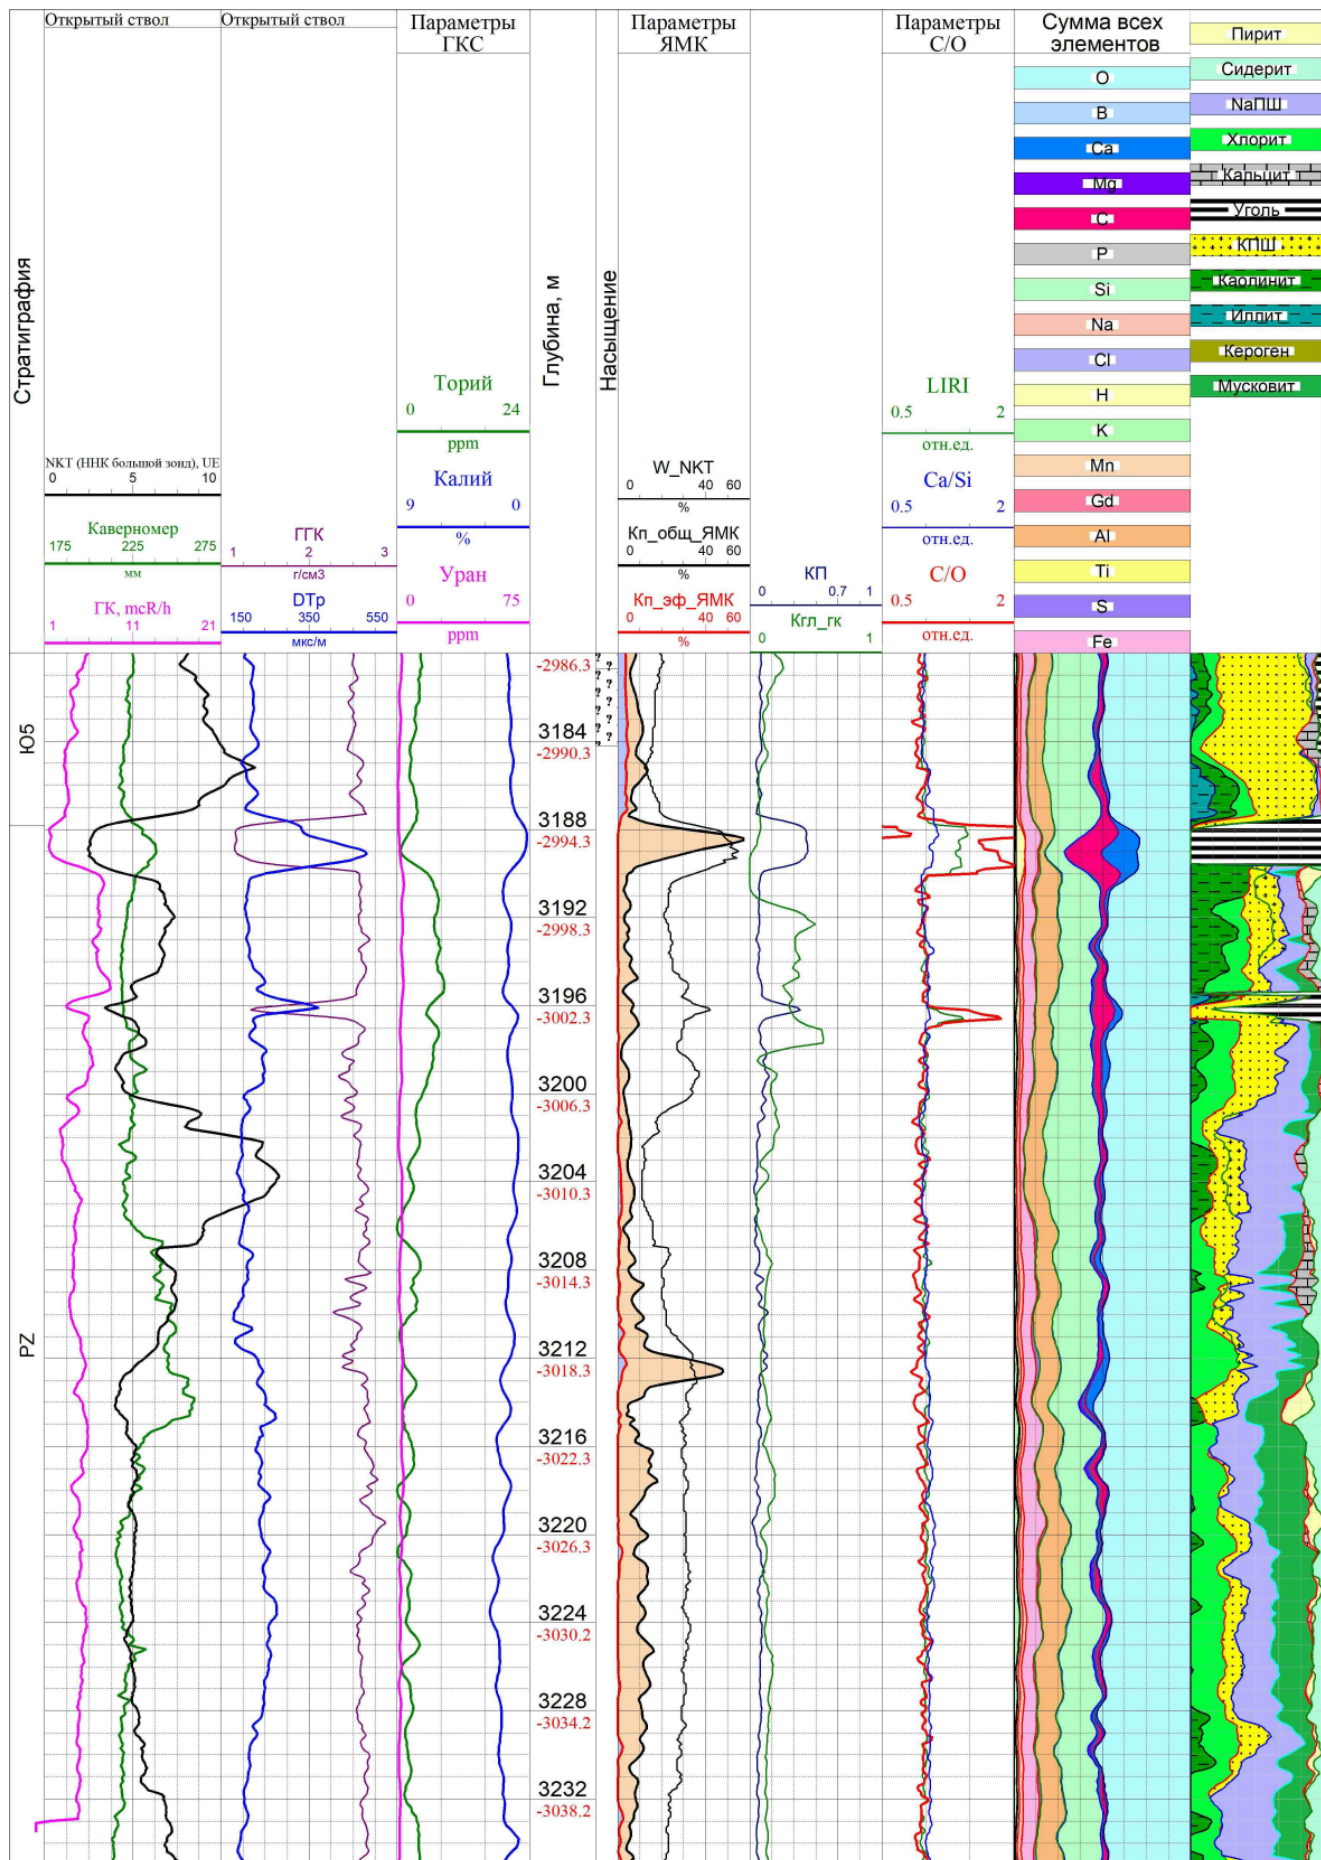 Открытый ствол
Открытый ствол
Параметры
ГКС
Параметры
ЯМК
Параметры
С/О
Сумма всех
элементов
Стратиграфия
NKT (ННК большой зонд), UE
0 5 10
Каверномер
175 225 275
мм
ГК, mcR/h
1 11 21
ГГК
1 2 3
г/см3
DTp
150 350 550
мкс/м
Торий
0 24
ppm
Калий
9 0
%
Уран
0 75
ppm
Глубина, м
Насыщение
W_NKT
0 40 60
%
Кп_общ_ЯМК
0 40 60
%
Кп_эф_ЯМК
0 40 60
%
КП
0 0.7 1
Кгл_гк
0 1
LIRI
0.5 2
отн.ед.
Ca/Si
0.5 2
отн.ед.
C/O
0.5 2
отн.ед.
O
B
Ca
Mg
C
P
Si
Na
Cl
H
K
Mn
Gd
Al
Ti
S
Fe
Пирит
Сидерит
NaПШ
Хлорит
Кальцит
Уголь
КПШ
Каолинит
Иллит
Кероген
Мусковит
Ю5
PZ
-2986.3
3184
-2990.3
3188
-2994.3
3192
-2998.3
3196
-3002.3
3200
-3006.3
3204
-3010.3
3208
-3014.3
3212
-3018.3
3216
-3022.3
3220
-3026.3
3224
-3030.2
3228
-3034.2
3232
-3038.2
? ?
? ?
? ?
? ?
? ?
? ?